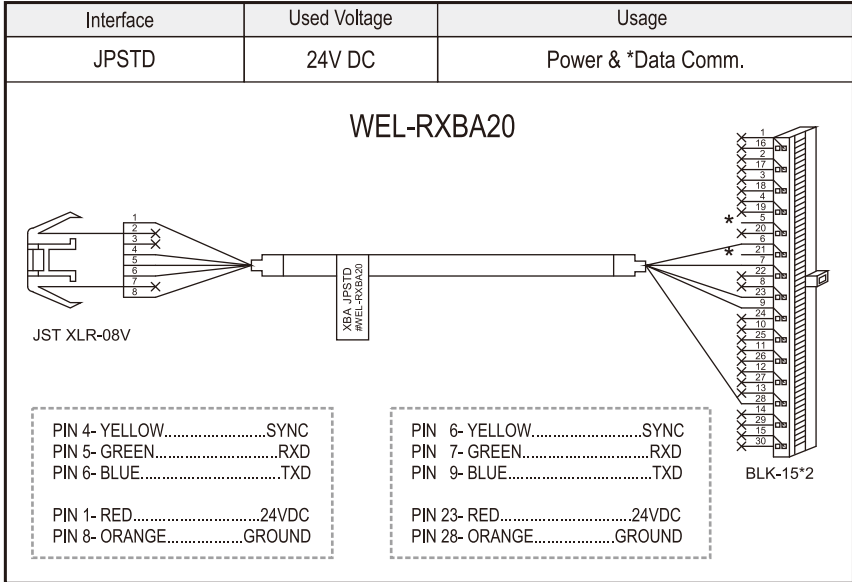 Interface Used Voltage Usage
JPSTD 24V DC Power & *Data Comm.
WEL-RXBA20
1
2
3
4
5
6
7
8
JST XLR-08V
XBA JPSTD
#WEL-RXBA20
1
16
2
17
3
18
4
19
* 5
20
6
* 21
7
22
8
23
9
24
10
25
11
26
12
27
13
28
14
29
15
30
BLK-15*2
PIN 4- YELLOW......................SYNC
PIN 5- GREEN.........................RXD
PIN 6- BLUE.............................TXD
PIN 1- RED..........................24VDC
PIN 8- ORANGE................GROUND
PIN 6- YELLOW......................SYNC
PIN 7- GREEN.........................RXD
PIN 9- BLUE.............................TXD
PIN 23- RED..........................24VDC
PIN 28- ORANGE................GROUND